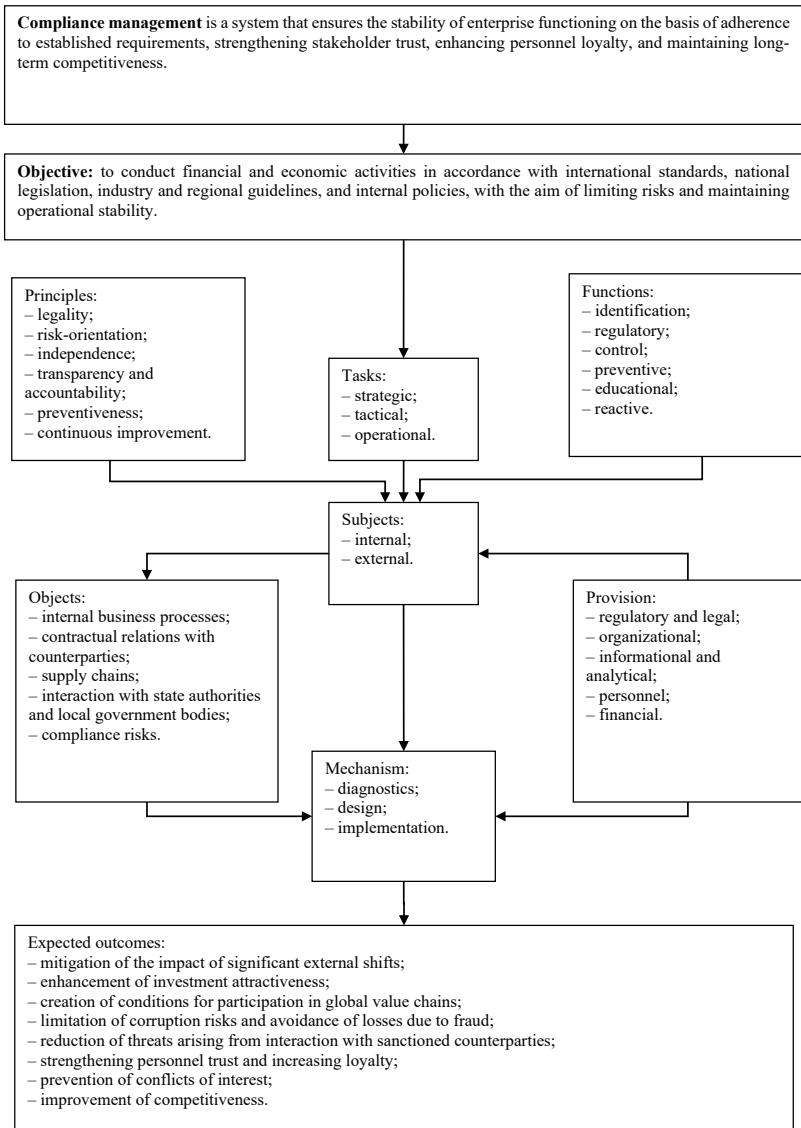 Compliance management is a system that ensures the stability of enterprise functioning on the basis of adherence
to established requirements, strengthening stakeholder trust, enhancing personnel loyalty, and maintaining long-
term competitiveness.
Objective: to conduct financial and economic activities in accordance with international standards, national
legislation, industry and regional guidelines, and internal policies, with the aim of limiting risks and maintaining
operational stability.
Principles:
– legality;
– risk-orientation;
– independence;
– transparency and
accountability;
– preventiveness;
– continuous improvement.
Tasks:
– strategic;
– tactical;
– operational.
Functions:
– identification;
– regulatory;
– control;
– preventive;
– educational;
– reactive.
Subjects:
– internal;
– external.
Objects:
– internal business processes;
– contractual relations with
counterparties;
– supply chains;
– interaction with state authorities
and local government bodies;
– compliance risks.
Provision:
– regulatory and legal;
– organizational;
– informational and
analytical;
– personnel;
– financial.
Mechanism:
– diagnostics;
– design;
– implementation.
Expected outcomes:
– mitigation of the impact of significant external shifts;
– enhancement of investment attractiveness;
– creation of conditions for participation in global value chains;
– limitation of corruption risks and avoidance of losses due to fraud;
– reduction of threats arising from interaction with sanctioned counterparties;
– strengthening personnel trust and increasing loyalty;
– prevention of conflicts of interest;
– improvement of competitiveness.